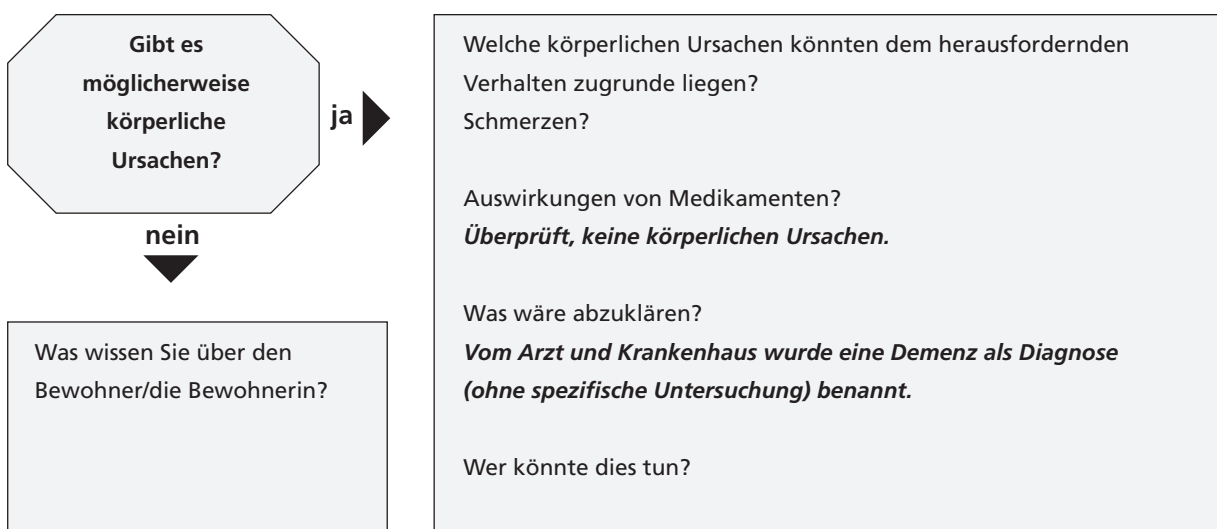 Gibt es
möglicherweise
körperliche
Ursachen?
ja
nein
Was wissen Sie über den
Bewohner/die Bewohnerin?
Welche körperlichen Ursachen könnten dem herausfordernden
Verhalten zugrunde liegen?
Schmerzen?
Auswirkungen von Medikamenten?
Überprüft, keine körperlichen Ursachen.
Was wäre abzuklären?
Vom Arzt und Krankenhaus wurde eine Demenz als Diagnose
(ohne spezifische Untersuchung) benannt.
Wer könnte dies tun?